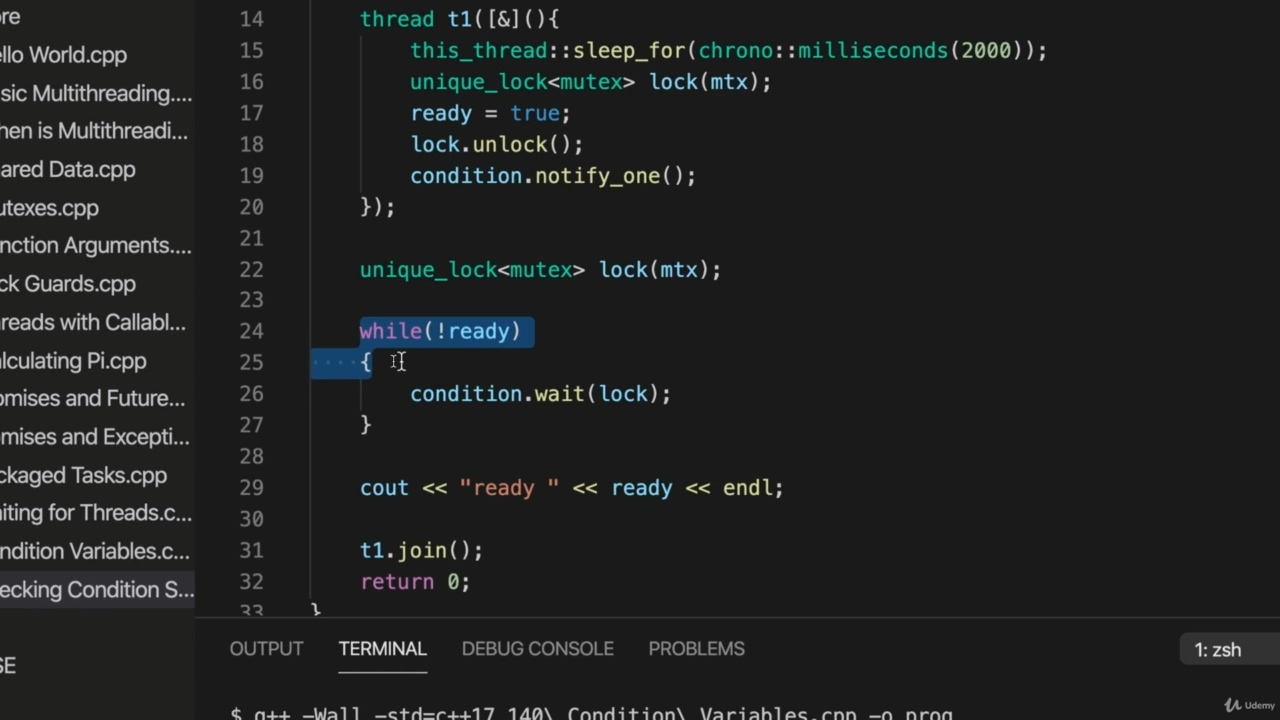 ore
ello World.cpp
sic Multithreading....
hen is Multithreadi...
ared Data.cpp
utexes.cpp
nction Arguments....
ck Guards.cpp
reads with Callabl...
alculating Pi.cpp
omises and Future...
omises and Excepti...
ckaged Tasks.cpp
aiting for Threads.c...
ndition Variables.c...
ecking Condition S...
SE
14 thread t1([&](){
15 this_thread::sleep_for(chrono::milliseconds(2000));
16 unique_lock<mutex> lock(mtx);
17 ready = true;
18 lock.unlock();
19 condition.notify_one();
20 });
21
22 unique_lock<mutex> lock(mtx);
23
24 while(!ready)
25 {
26 condition.wait(lock);
27 }
28
29 cout << "ready " << ready << endl;
30
31 t1.join();
32 return 0;
33 }
OUTPUT TERMINAL DEBUG CONSOLE PROBLEMS 1: zsh
$ g++ -Wall -std=c++17 140\ Condition\ Variables.cpp -o prog
Udemy